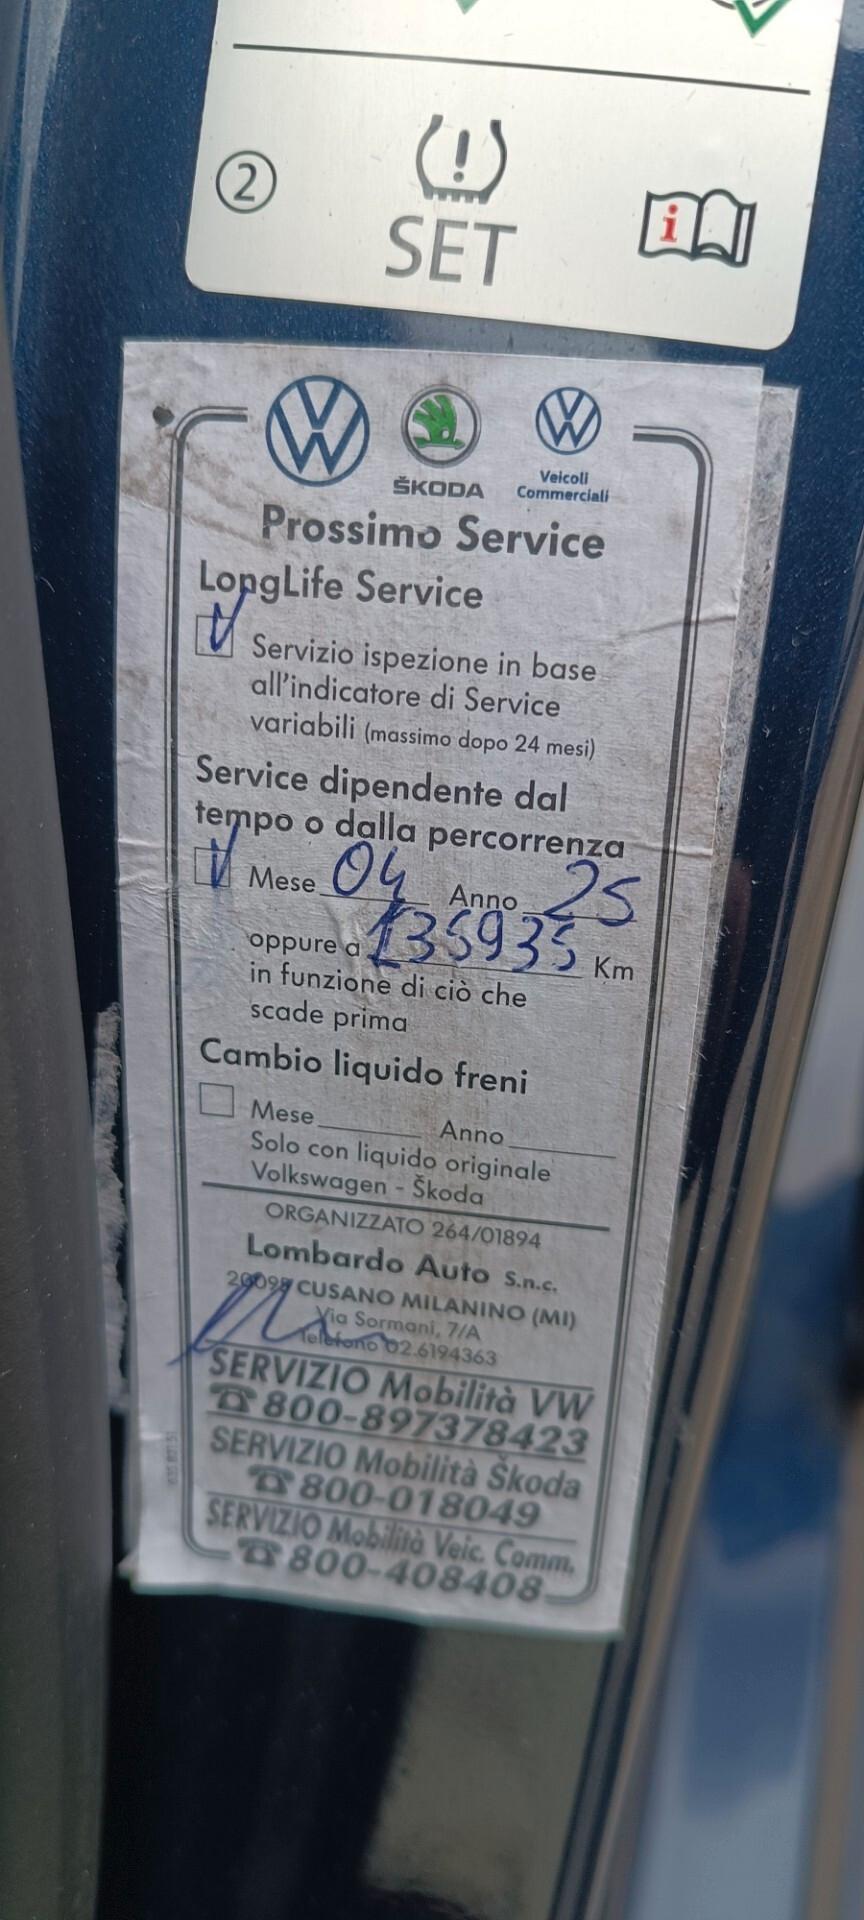 2
SET
i
ŠKODA
Veicoli
Commerciali
Prossimo Service
LongLife Service
Servizio ispezione in base
all'indicatore di Service
variabili (massimo dopo 24 mesi)
Service dipendente dal
tempo o dalla percorrenza
Mese 04 Anno 25
oppure a 135935 Km
in funzione di ciò che
scade prima
Cambio liquido freni
Mese Anno
Solo con liquido originale
Volkswagen - Škoda
ORGANIZZATO 264/01894
Lombardo Auto s.n.c.
20095 CUSANO MILANINO (MI)
Via Sormani, 7/A
Telefono 02.6194363
SERVIZIO Mobilità VW
☎ 800-897378423
SERVIZIO Mobilità Škoda
☎ 800-018049
SERVIZIO Mobilità Veic. Comm.
☎ 800-408408